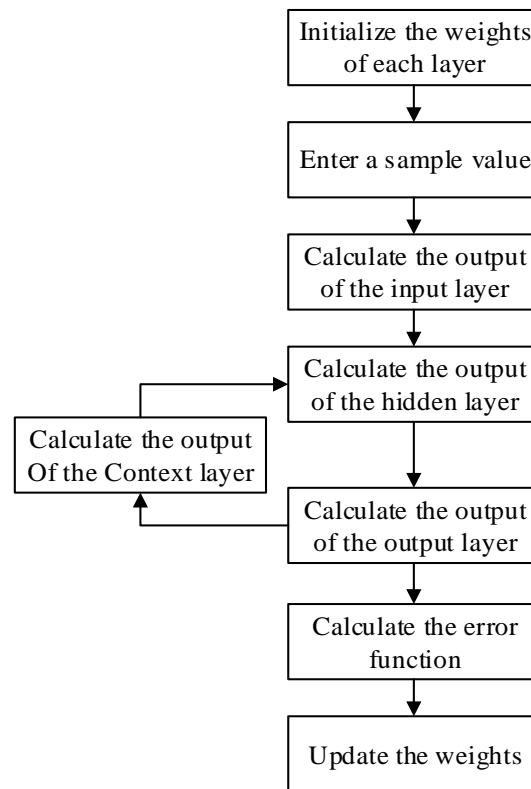 Initialize the weights
of each layer
Enter a sample value
Calculate the output
of the input layer
Calculate the output
of the hidden layer
Calculate the output
Of the Context layer
Calculate the output
of the output layer
Calculate the error
function
Update the weights